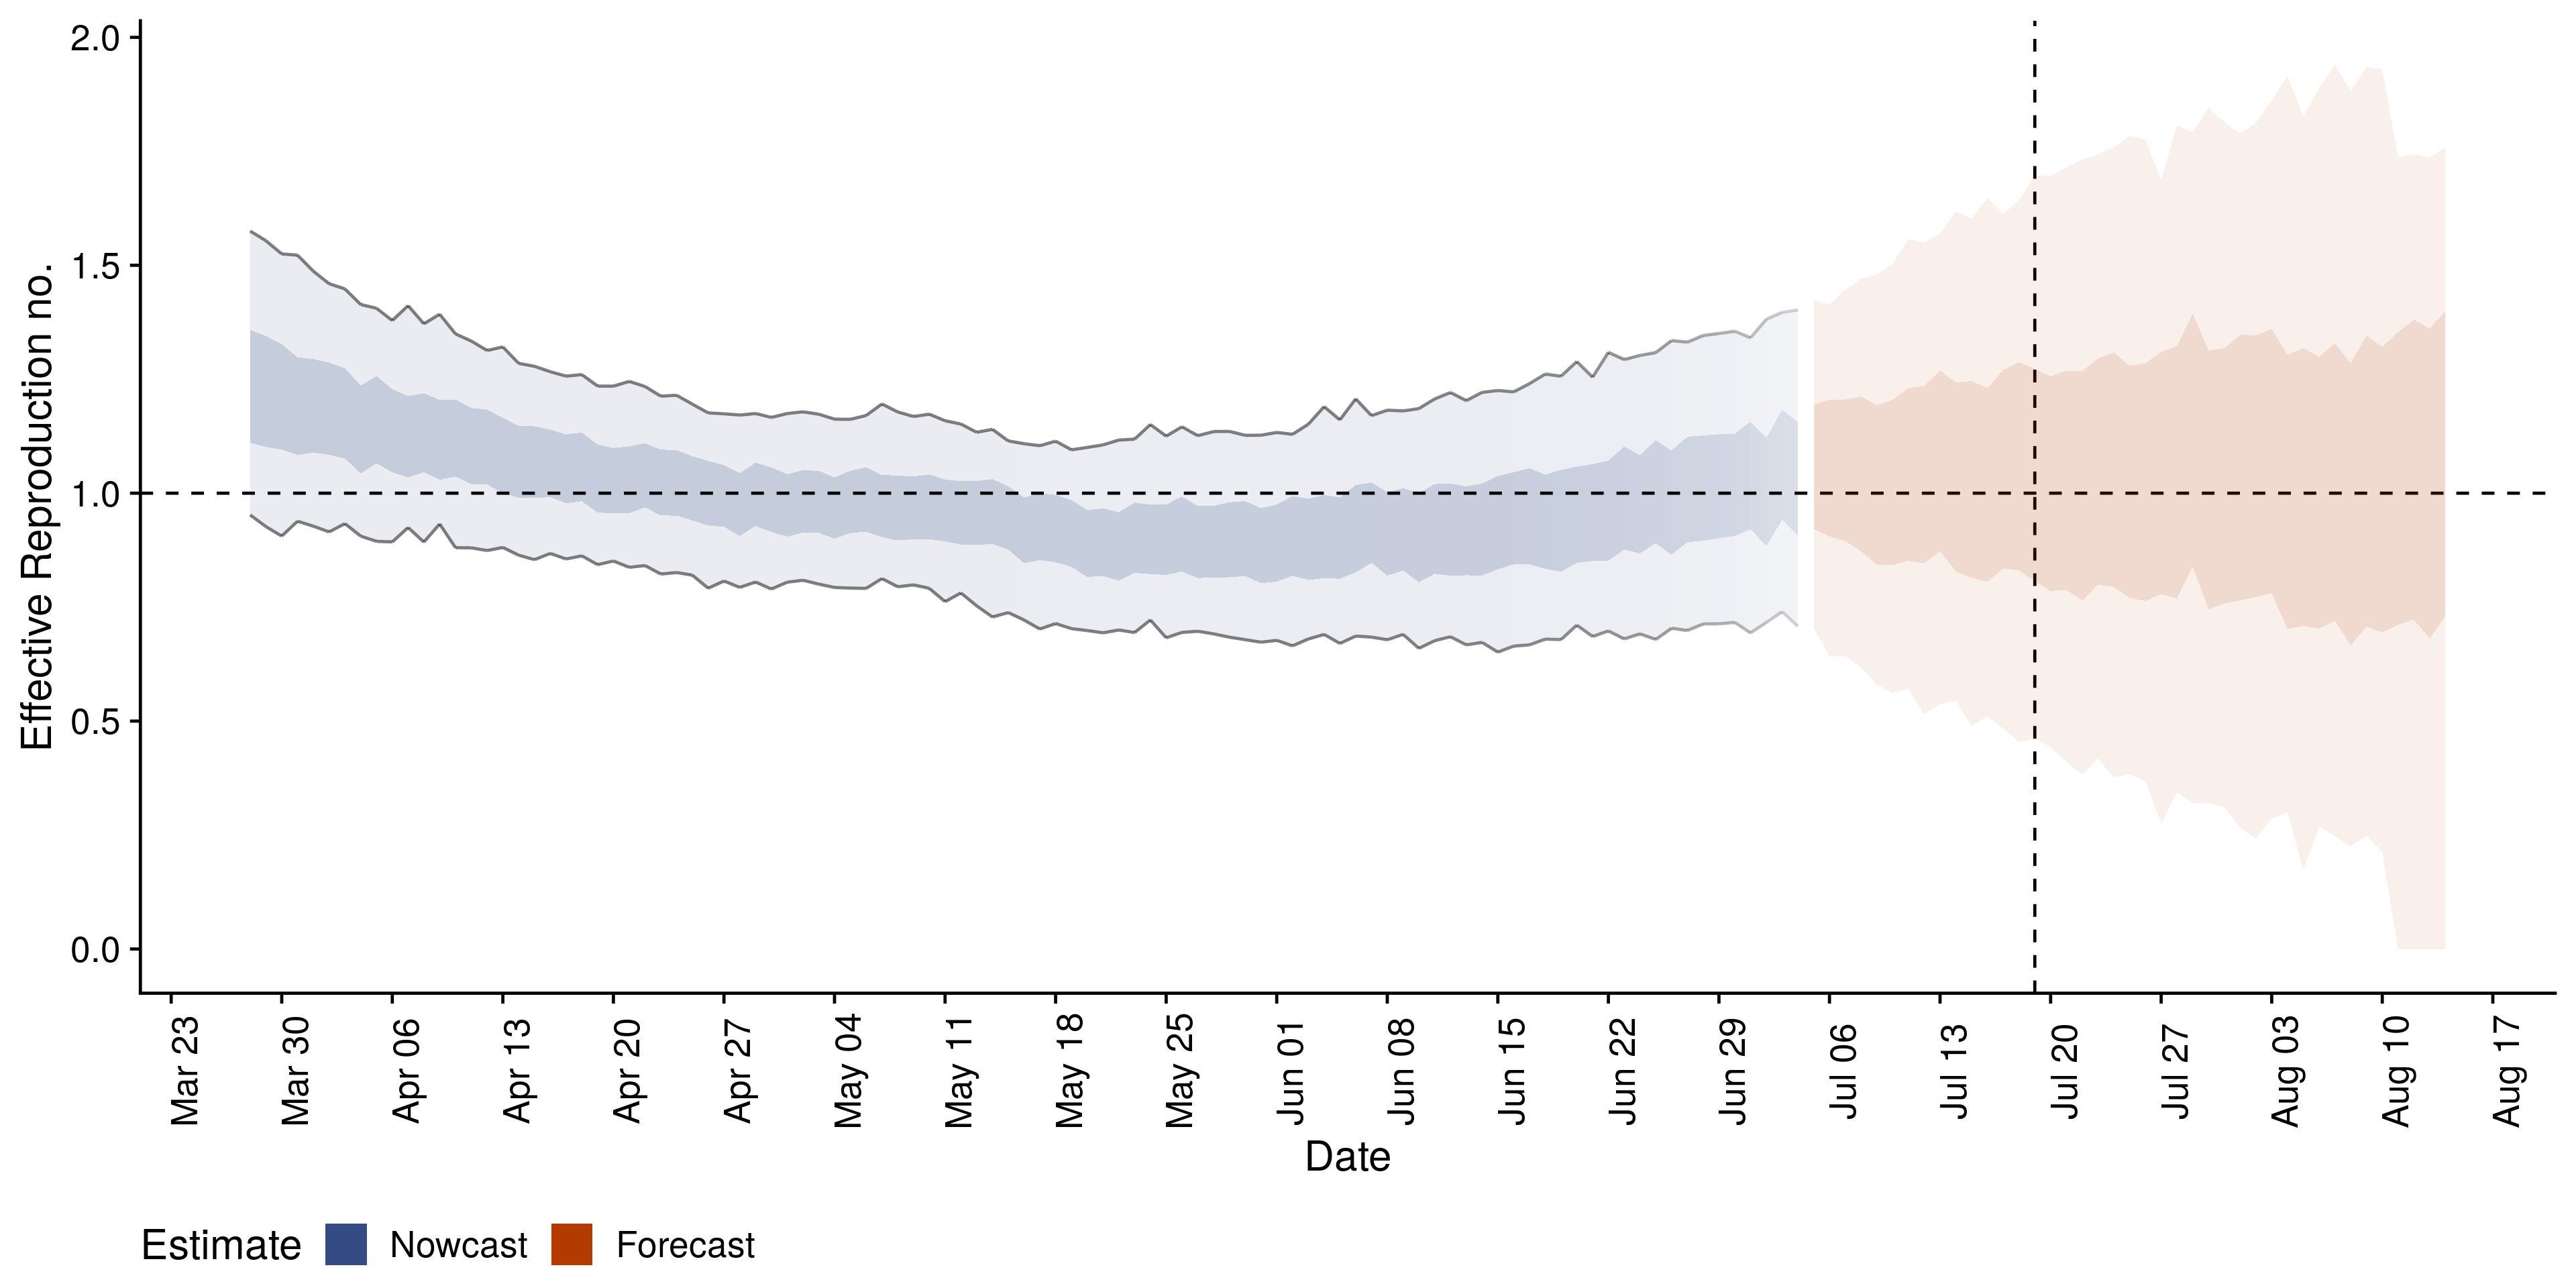 Effective Reproduction no.
2.0
1.5
1.0
0.5
0.0
Mar 23
Mar 30
Apr 06
Apr 13
Apr 20
Apr 27
May 04
May 11
May 18
May 25
Jun 01
Jun 08
Jun 15
Jun 22
Jun 29
Jul 06
Jul 13
Jul 20
Jul 27
Aug 03
Aug 10
Aug 17
Date
Estimate Nowcast Forecast